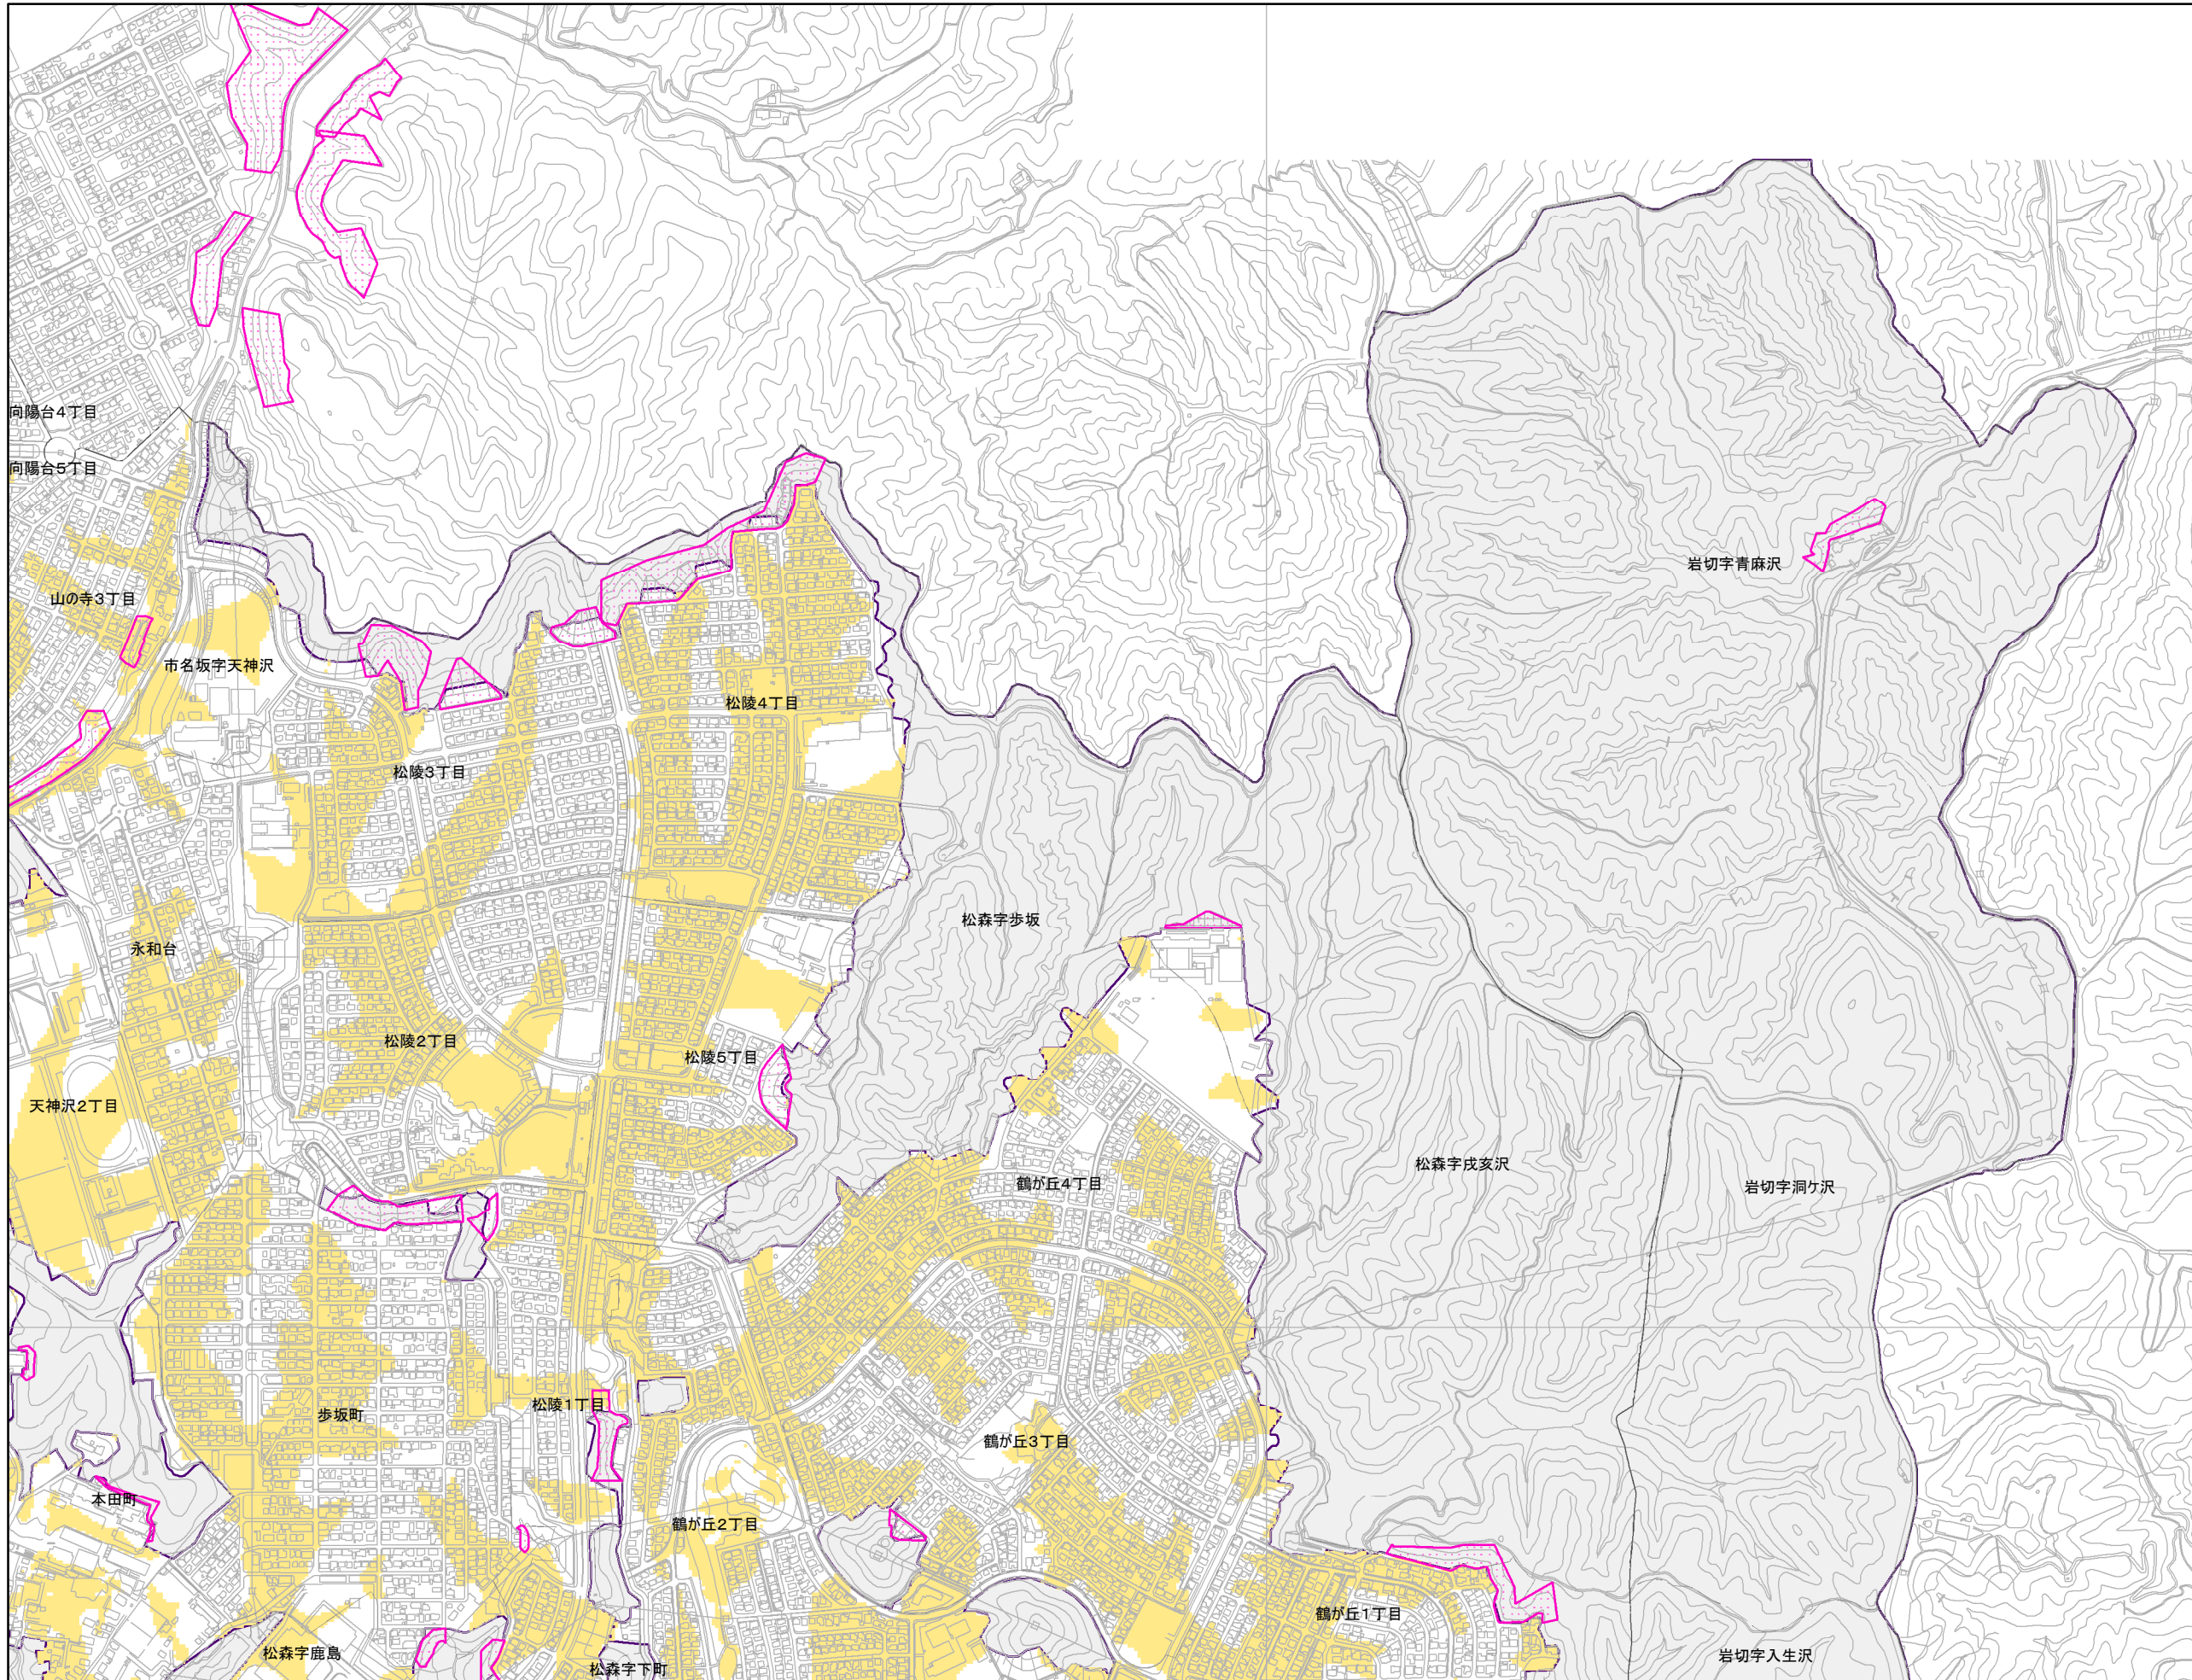 向陽台4丁目
向陽台5丁目
岩切字青麻沢
山の寺3丁目
市名坂字天神沢
松陵4丁目
松陵3丁目
松森字歩坂
永和台
松陵2丁目
松陵5丁目
天神沢2丁目
松森字戌亥沢
鶴が丘4丁目
岩切字洞ケ沢
松陵1丁目
歩坂町
鶴が丘3丁目
本田町
鶴が丘2丁目
鶴が丘1丁目
松森字鹿島
岩切字入生沢
松森字下町